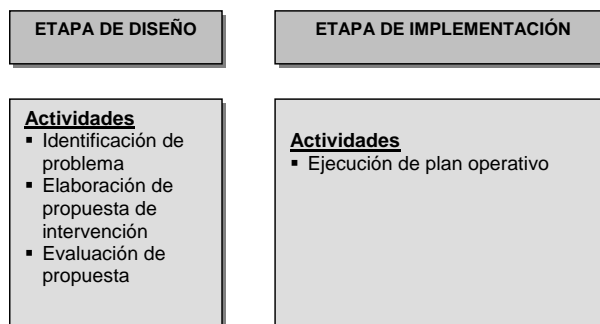 ETAPA DE DISEÑO
ETAPA DE IMPLEMENTACIÓN
Actividades
▪ Identificación de
problema
▪ Elaboración de
propuesta de
intervención
▪ Evaluación de
propuesta
Actividades
▪ Ejecución de plan operativo